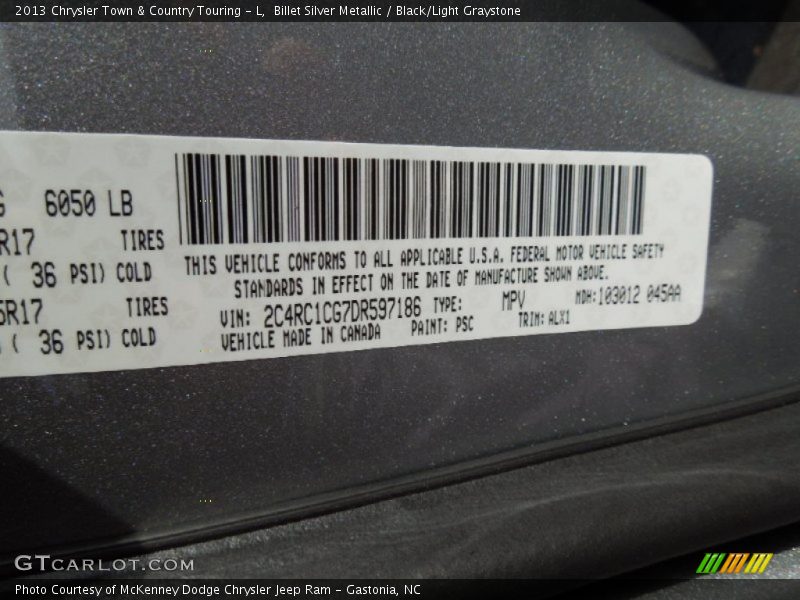 2013 Chrysler Town & Country Touring – L,  Billet Silver Metallic / Black/Light Graystone
6050 LB
R17 TIRES
( 36 PSI) COLD
5R17 TIRES
( 36 PSI) COLD
THIS VEHICLE CONFORMS TO ALL APPLICABLE U.S.A. FEDERAL MOTOR VEHICLE SAFETY
STANDARDS IN EFFECT ON THE DATE OF MANUFACTURE SHOWN ABOVE.
VIN: 2C4RC1CG7DR597186 TYPE: MPV MDH:103012 045AA
VEHICLE MADE IN CANADA PAINT: PSC TRIM: ALX1
GTCARLOT.COM
Photo Courtesy of McKenney Dodge Chrysler Jeep Ram – Gastonia, NC